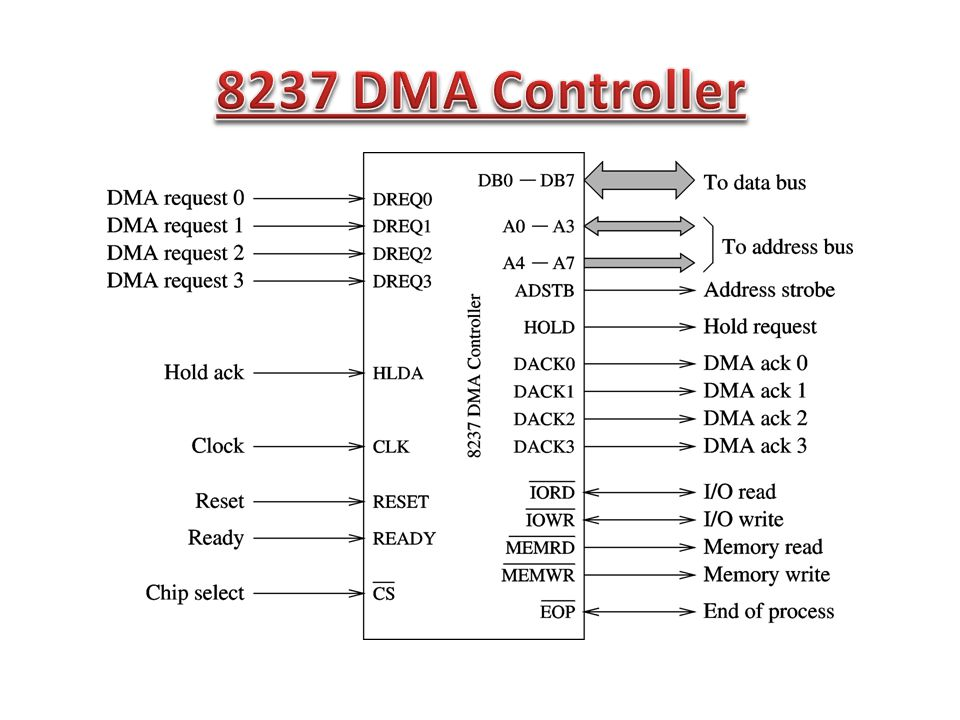 8237 DMA Controller
DMA request 0
DMA request 1
DMA request 2
DMA request 3
Hold ack
Clock
Reset
Ready
Chip select
DREQ0
DREQ1
DREQ2
DREQ3
HLDA
CLK
RESET
READY
CS
8237 DMA Controller
DB0 — DB7
A0 — A3
A4 — A7
ADSTB
HOLD
DACK0
DACK1
DACK2
DACK3
IORD
IOWR
MEMRD
MEMWR
EOP
To data bus
To address bus
Address strobe
Hold request
DMA ack 0
DMA ack 1
DMA ack 2
DMA ack 3
I/O read
I/O write
Memory read
Memory write
End of process